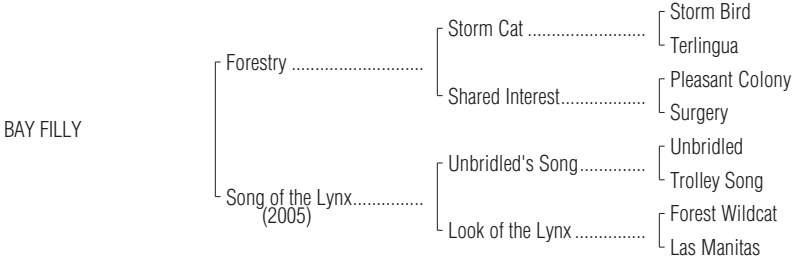 Storm Bird
Storm Cat ........................
Terlingua
Forestry ...........................
Pleasant Colony
Shared Interest..................
Surgery
BAY FILLY
Unbridled
Unbridled's Song..............
Trolley Song
Song of the Lynx...............
(2005)
Forest Wildcat
Look of the Lynx ...............
Las Manitas